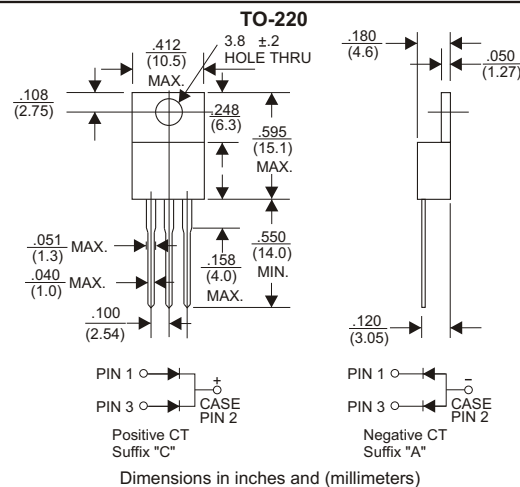 TO-220
.412
(10.5)
MAX.
3.8 ±.2
HOLE THRU
.108
(2.75)
.248
(6.3)
.595
(15.1)
MAX.
.051
(1.3)
MAX.
.040
(1.0)
MAX.
.158
(4.0)
MAX.
.550
(14.0)
MIN.
.100
(2.54)
.180
(4.6)
.050
(1.27)
.120
(3.05)
PIN 1
PIN 3
+
CASE
PIN 2
Positive CT
Suffix "C"
PIN 1
PIN 3
–
CASE
PIN 2
Negative CT
Suffix "A"
Dimensions in inches and (millimeters)